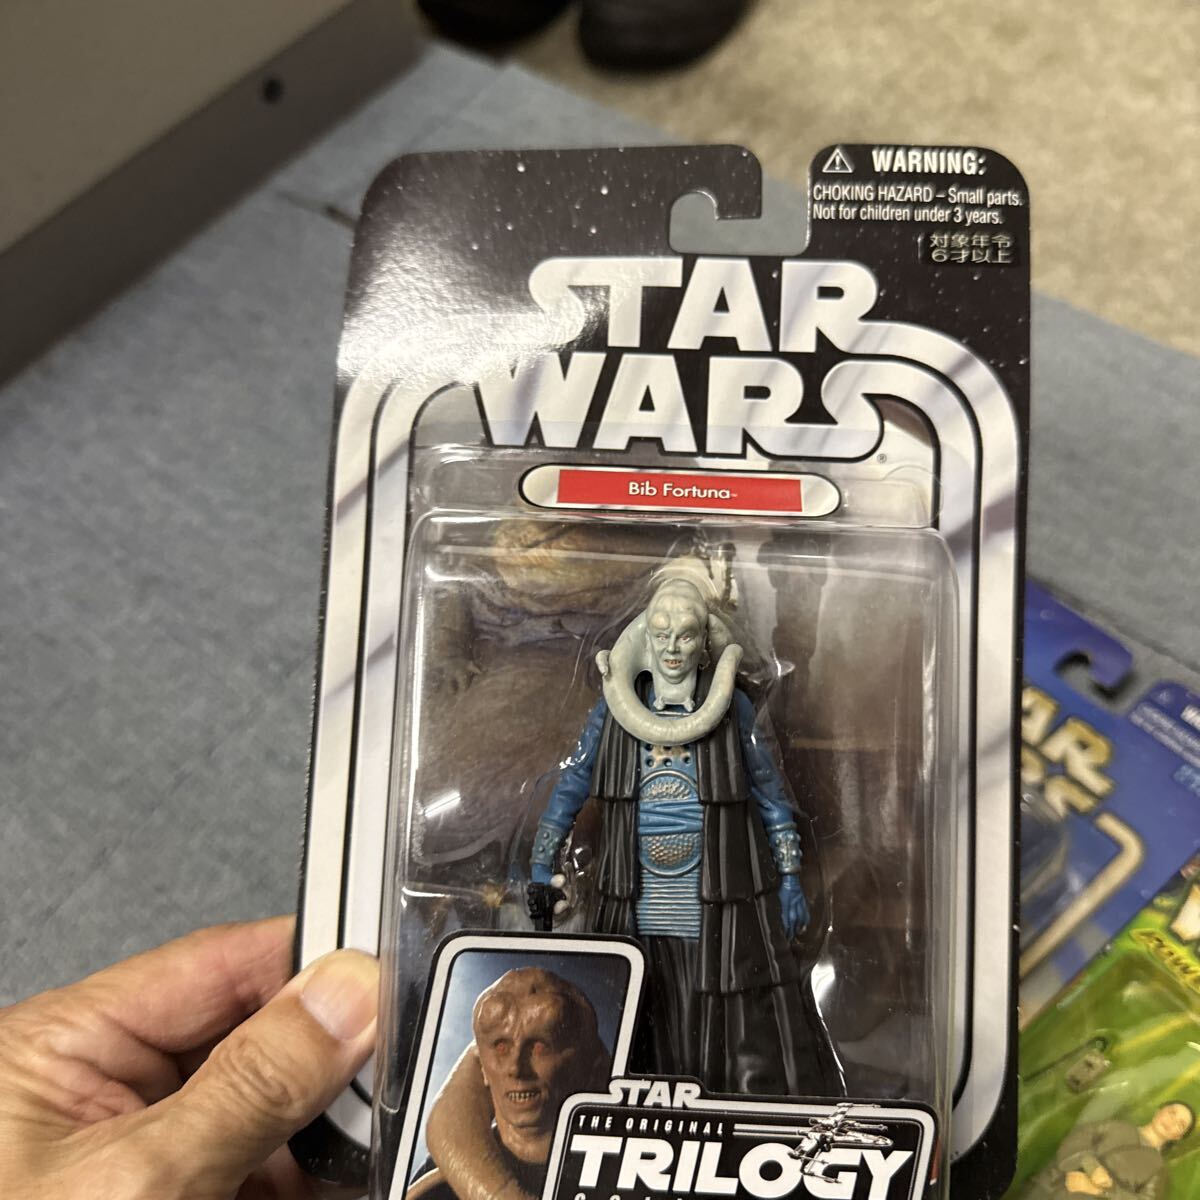 WARNING:
CHOKING HAZARD – Small parts.
Not for children under 3 years.
対象年令
6才以上
STAR
WARS®
Bib Fortuna™
STAR
THE ORIGINAL
TRILOGY